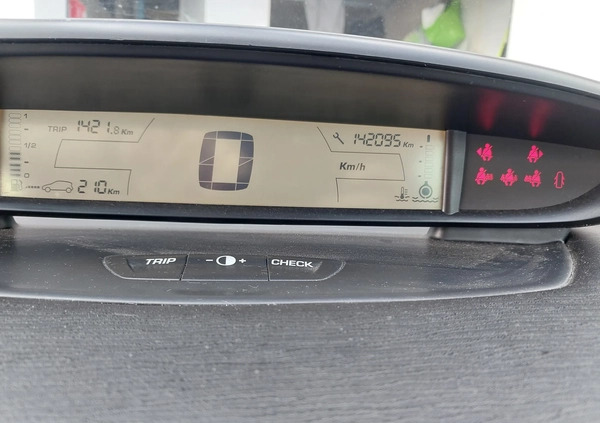 1
TRIP 1421.8 Km
1/2
0
210 Km
0
142095 Km
Km/h
TRIP
- +
CHECK